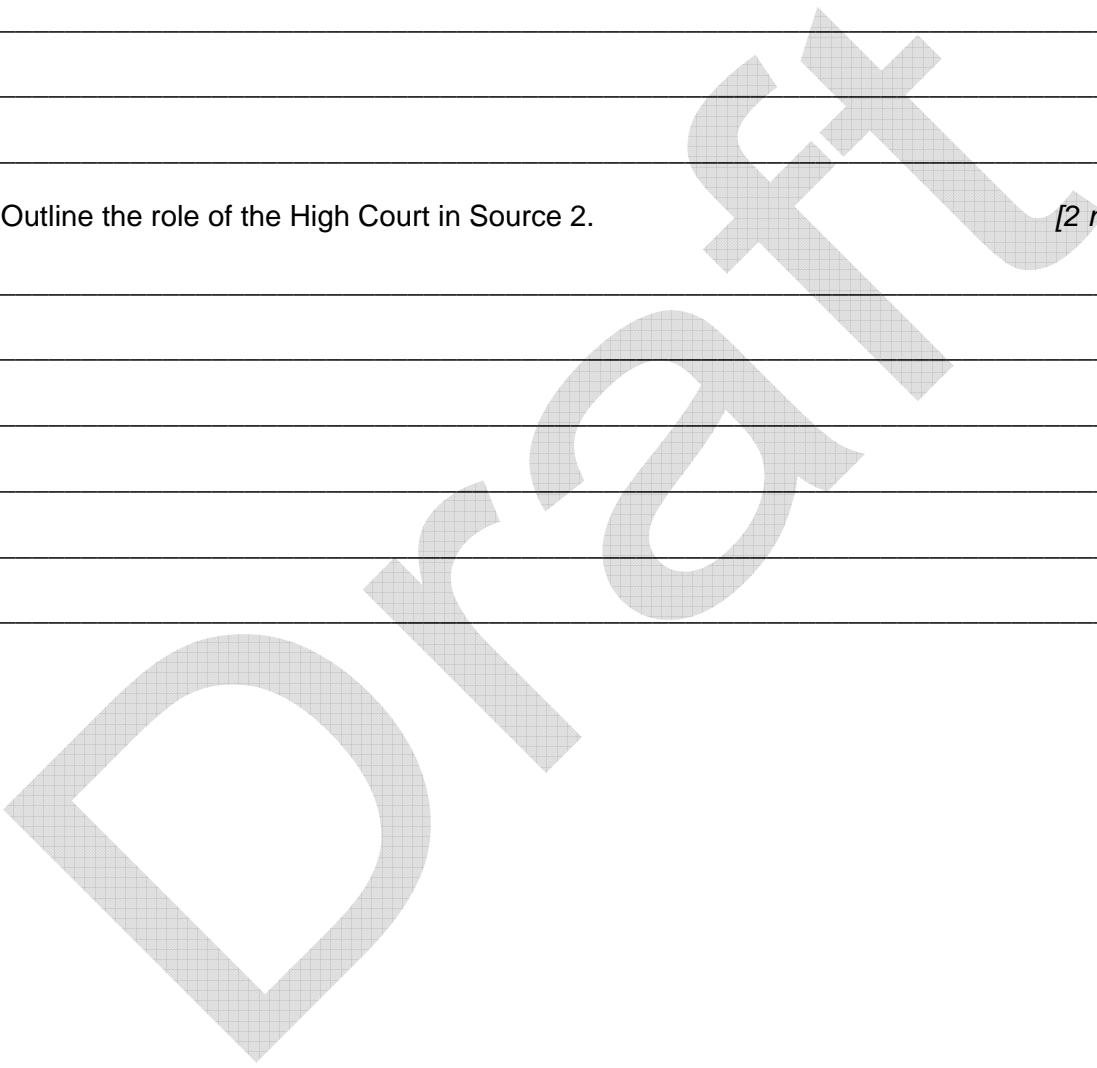 Outline the role of the High Court in Source 2. [2
Draft